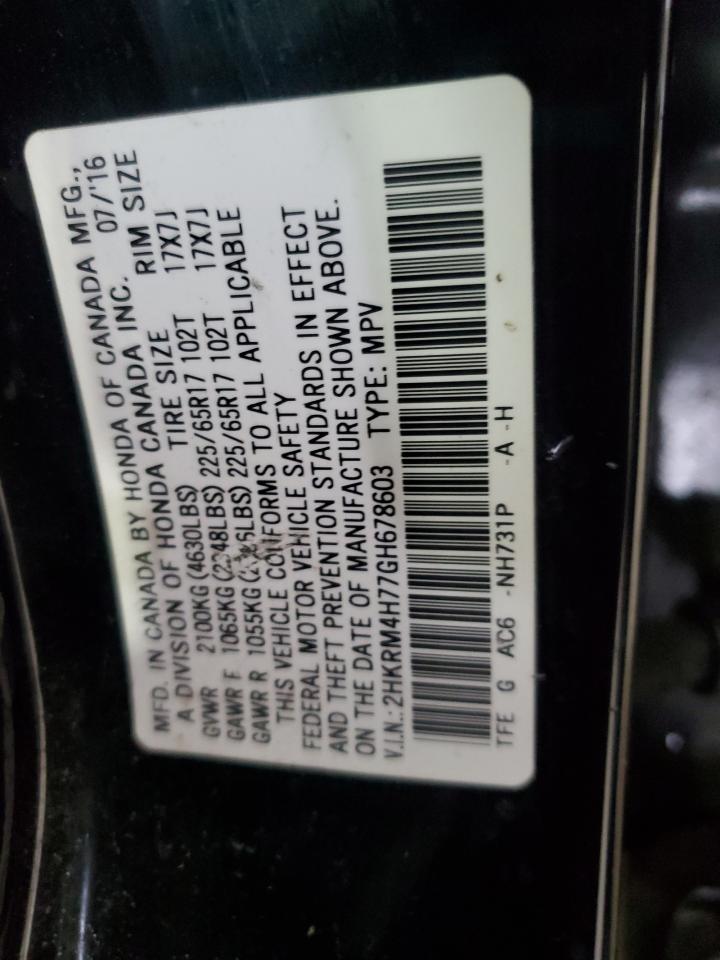 MFD. IN CANADA BY HONDA OF CANADA MFG.,
A DIVISION OF HONDA CANADA INC. 07/'16
TIRE SIZE RIM SIZE
GVWR 2100KG (4630LBS)
GAWR F 1065KG 225/65R17 102T 17X7J
GAWR R 1055KG 225/65R17 102T 17X7J
THIS VEHICLE CONFORMS TO ALL APPLICABLE
FEDERAL MOTOR VEHICLE SAFETY
AND THEFT PREVENTION STANDARDS IN EFFECT
ON THE DATE OF MANUFACTURE SHOWN ABOVE.
V.I.N.: 2HKRM4H77GH678603 TYPE: MPV
TFE G AC6 -NH731P -A -H